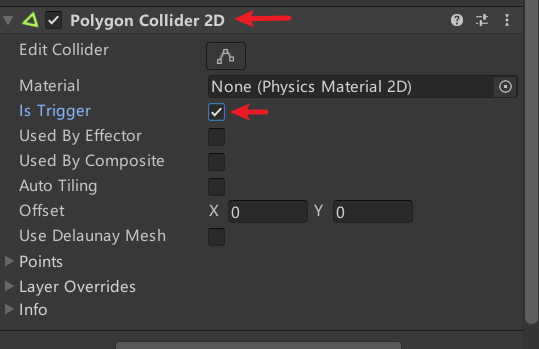 Polygon Collider 2D
Edit Collider
Material None (Physics Material 2D)
Is Trigger
Used By Effector
Used By Composite
Auto Tiling
Offset X 0 Y 0
Use Delaunay Mesh
Points
Layer Overrides
Info